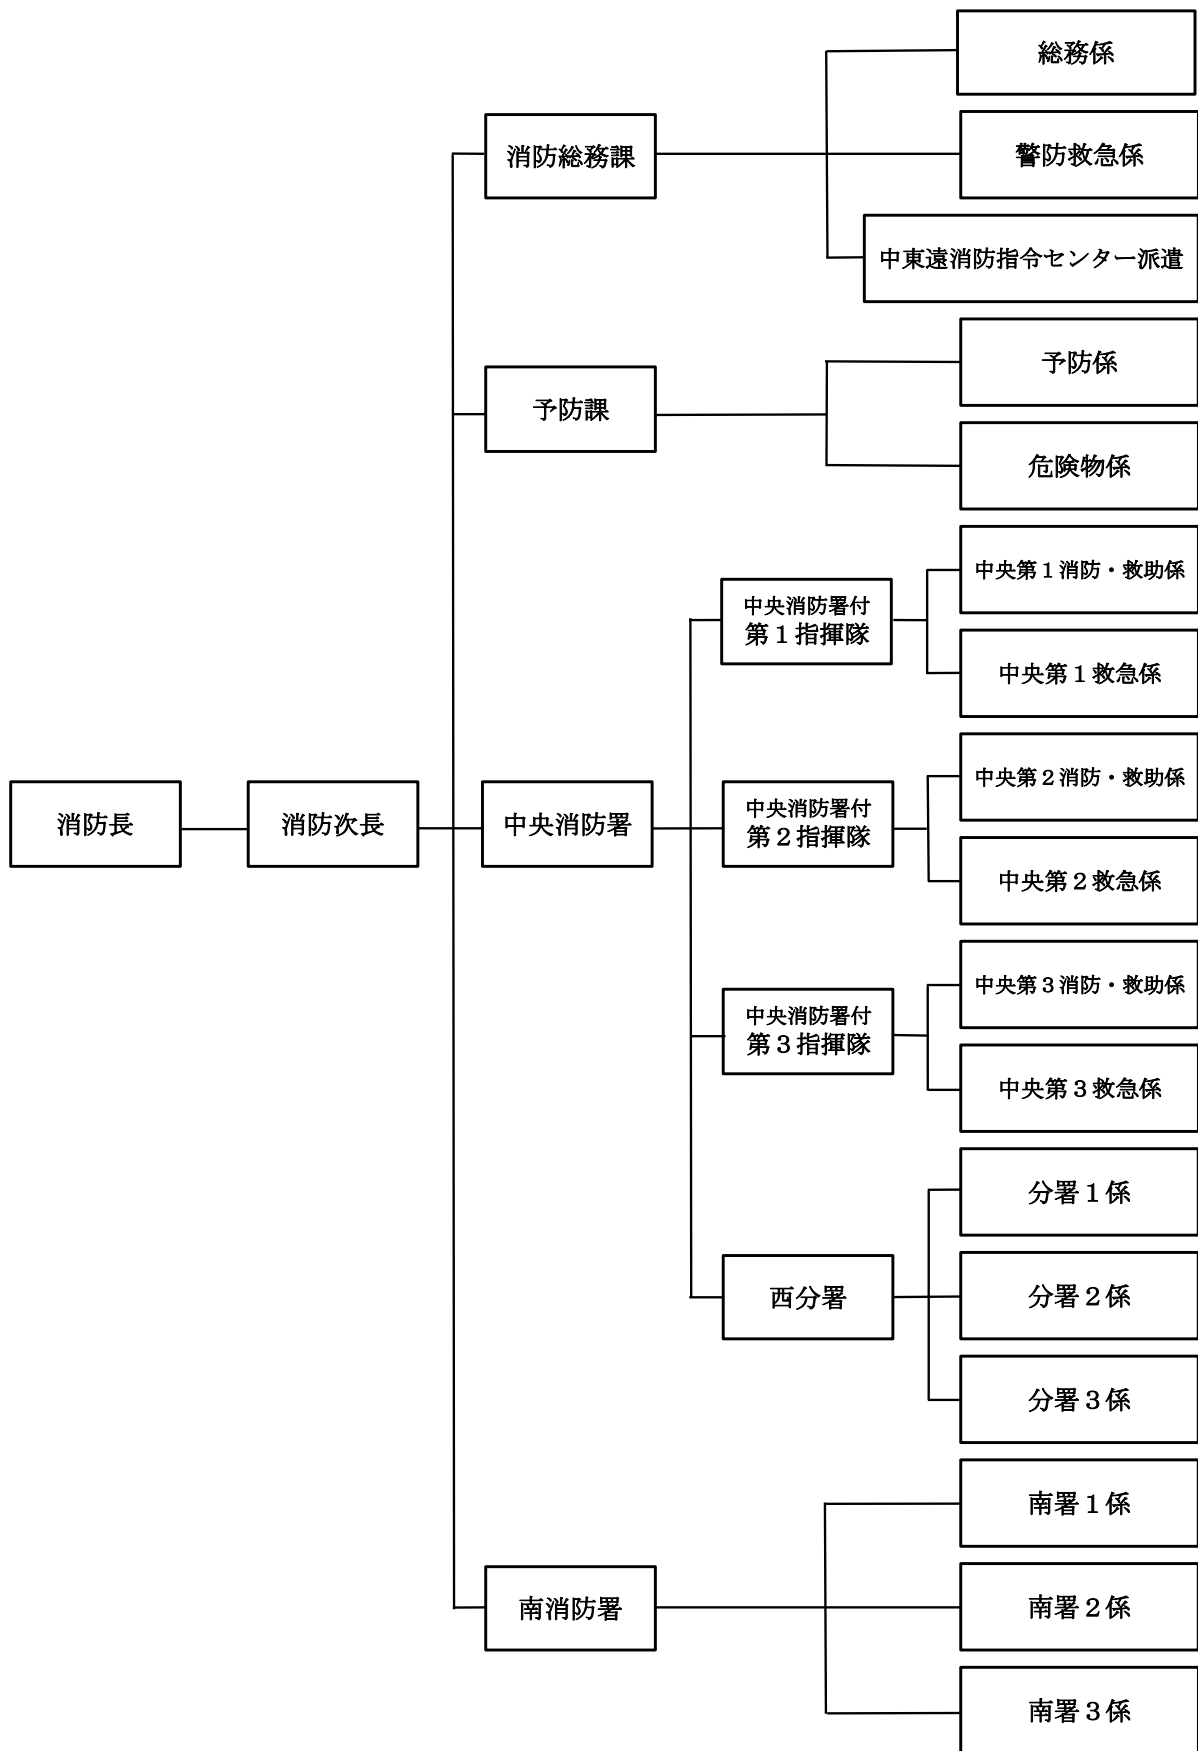 総務係
消防総務課
警防救急係
中東遠消防指令センター派遣
予防係
予防課
危険物係
中央第１消防・救助係
中央消防署付
第１指揮隊
中央第１救急係
中央第２消防・救助係
消防長
消防次長
中央消防署
中央消防署付
第２指揮隊
中央第２救急係
中央第３消防・救助係
中央消防署付
第３指揮隊
中央第３救急係
分署１係
西分署
分署２係
分署３係
南署１係
南消防署
南署２係
南署３係